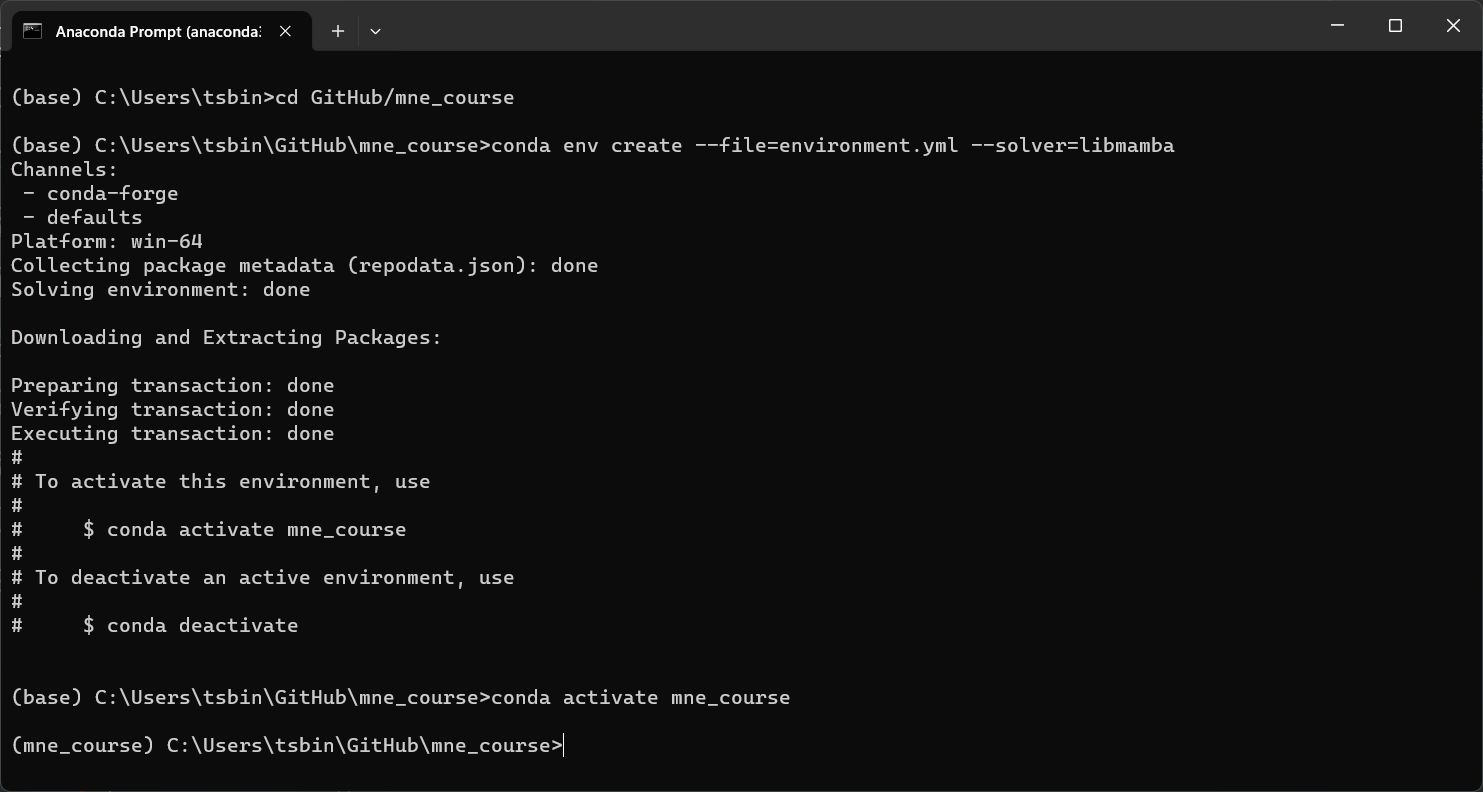 Anaconda Prompt (anaconda3
(base) C:\Users\tsbin>cd GitHub/mne_course
(base) C:\Users\tsbin\GitHub\mne_course>conda env create --file=environment.yml --solver=libmamba
Channels:
 - conda-forge
 - defaults
Platform: win-64
Collecting package metadata (repodata.json): done
Solving environment: done
Downloading and Extracting Packages:
Preparing transaction: done
Verifying transaction: done
Executing transaction: done
#
# To activate this environment, use
#
#     $ conda activate mne_course
#
# To deactivate an active environment, use
#
#     $ conda deactivate
(base) C:\Users\tsbin\GitHub\mne_course>conda activate mne_course
(mne_course) C:\Users\tsbin\GitHub\mne_course>